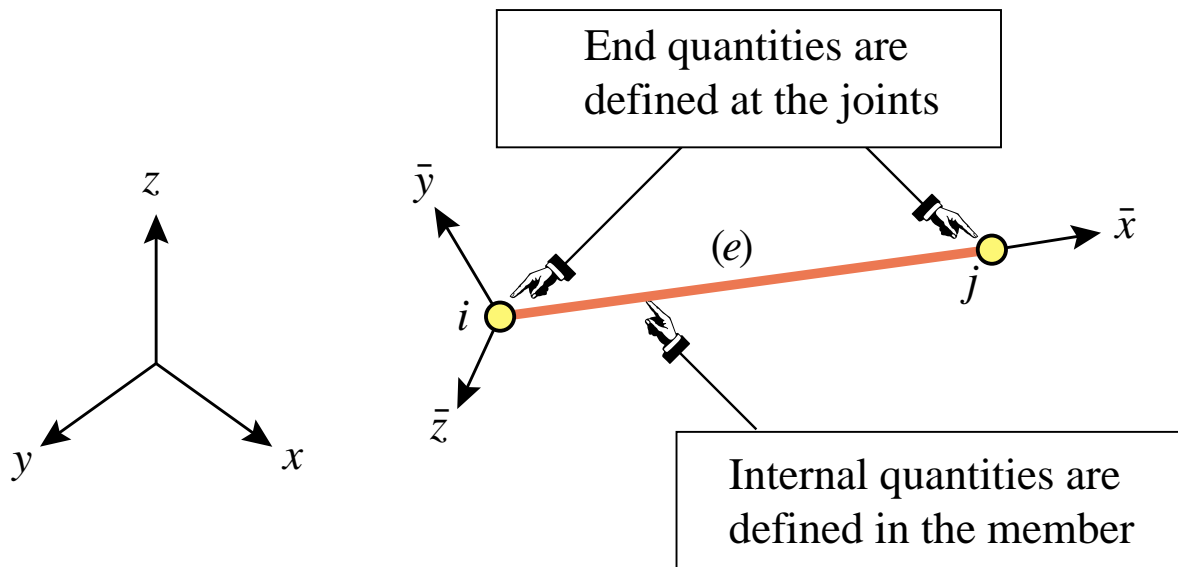 End quantities are
defined at the joints
z
ȳ
x̄
(e)
i
j
z̄
y
x
Internal quantities are
defined in the member